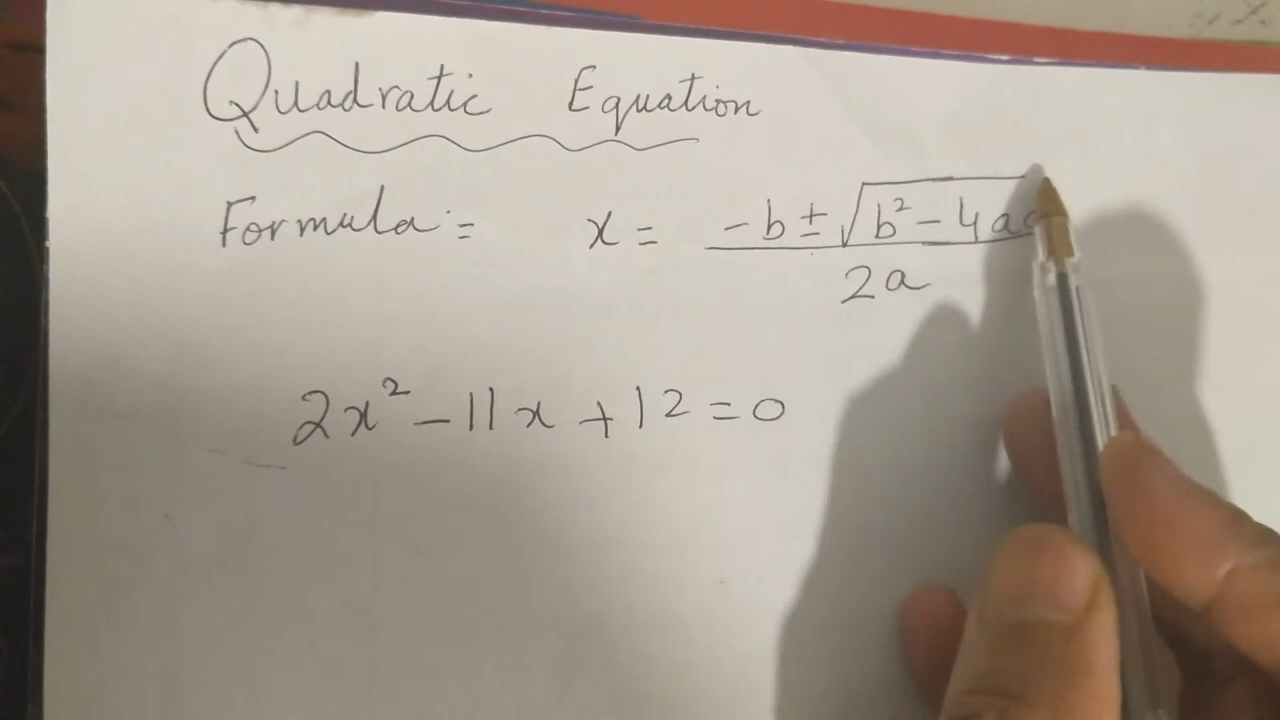 Quadratic Equation
Formula:= x = -b ± √(b² - 4ac) / 2a
2x² - 11x + 12 = 0